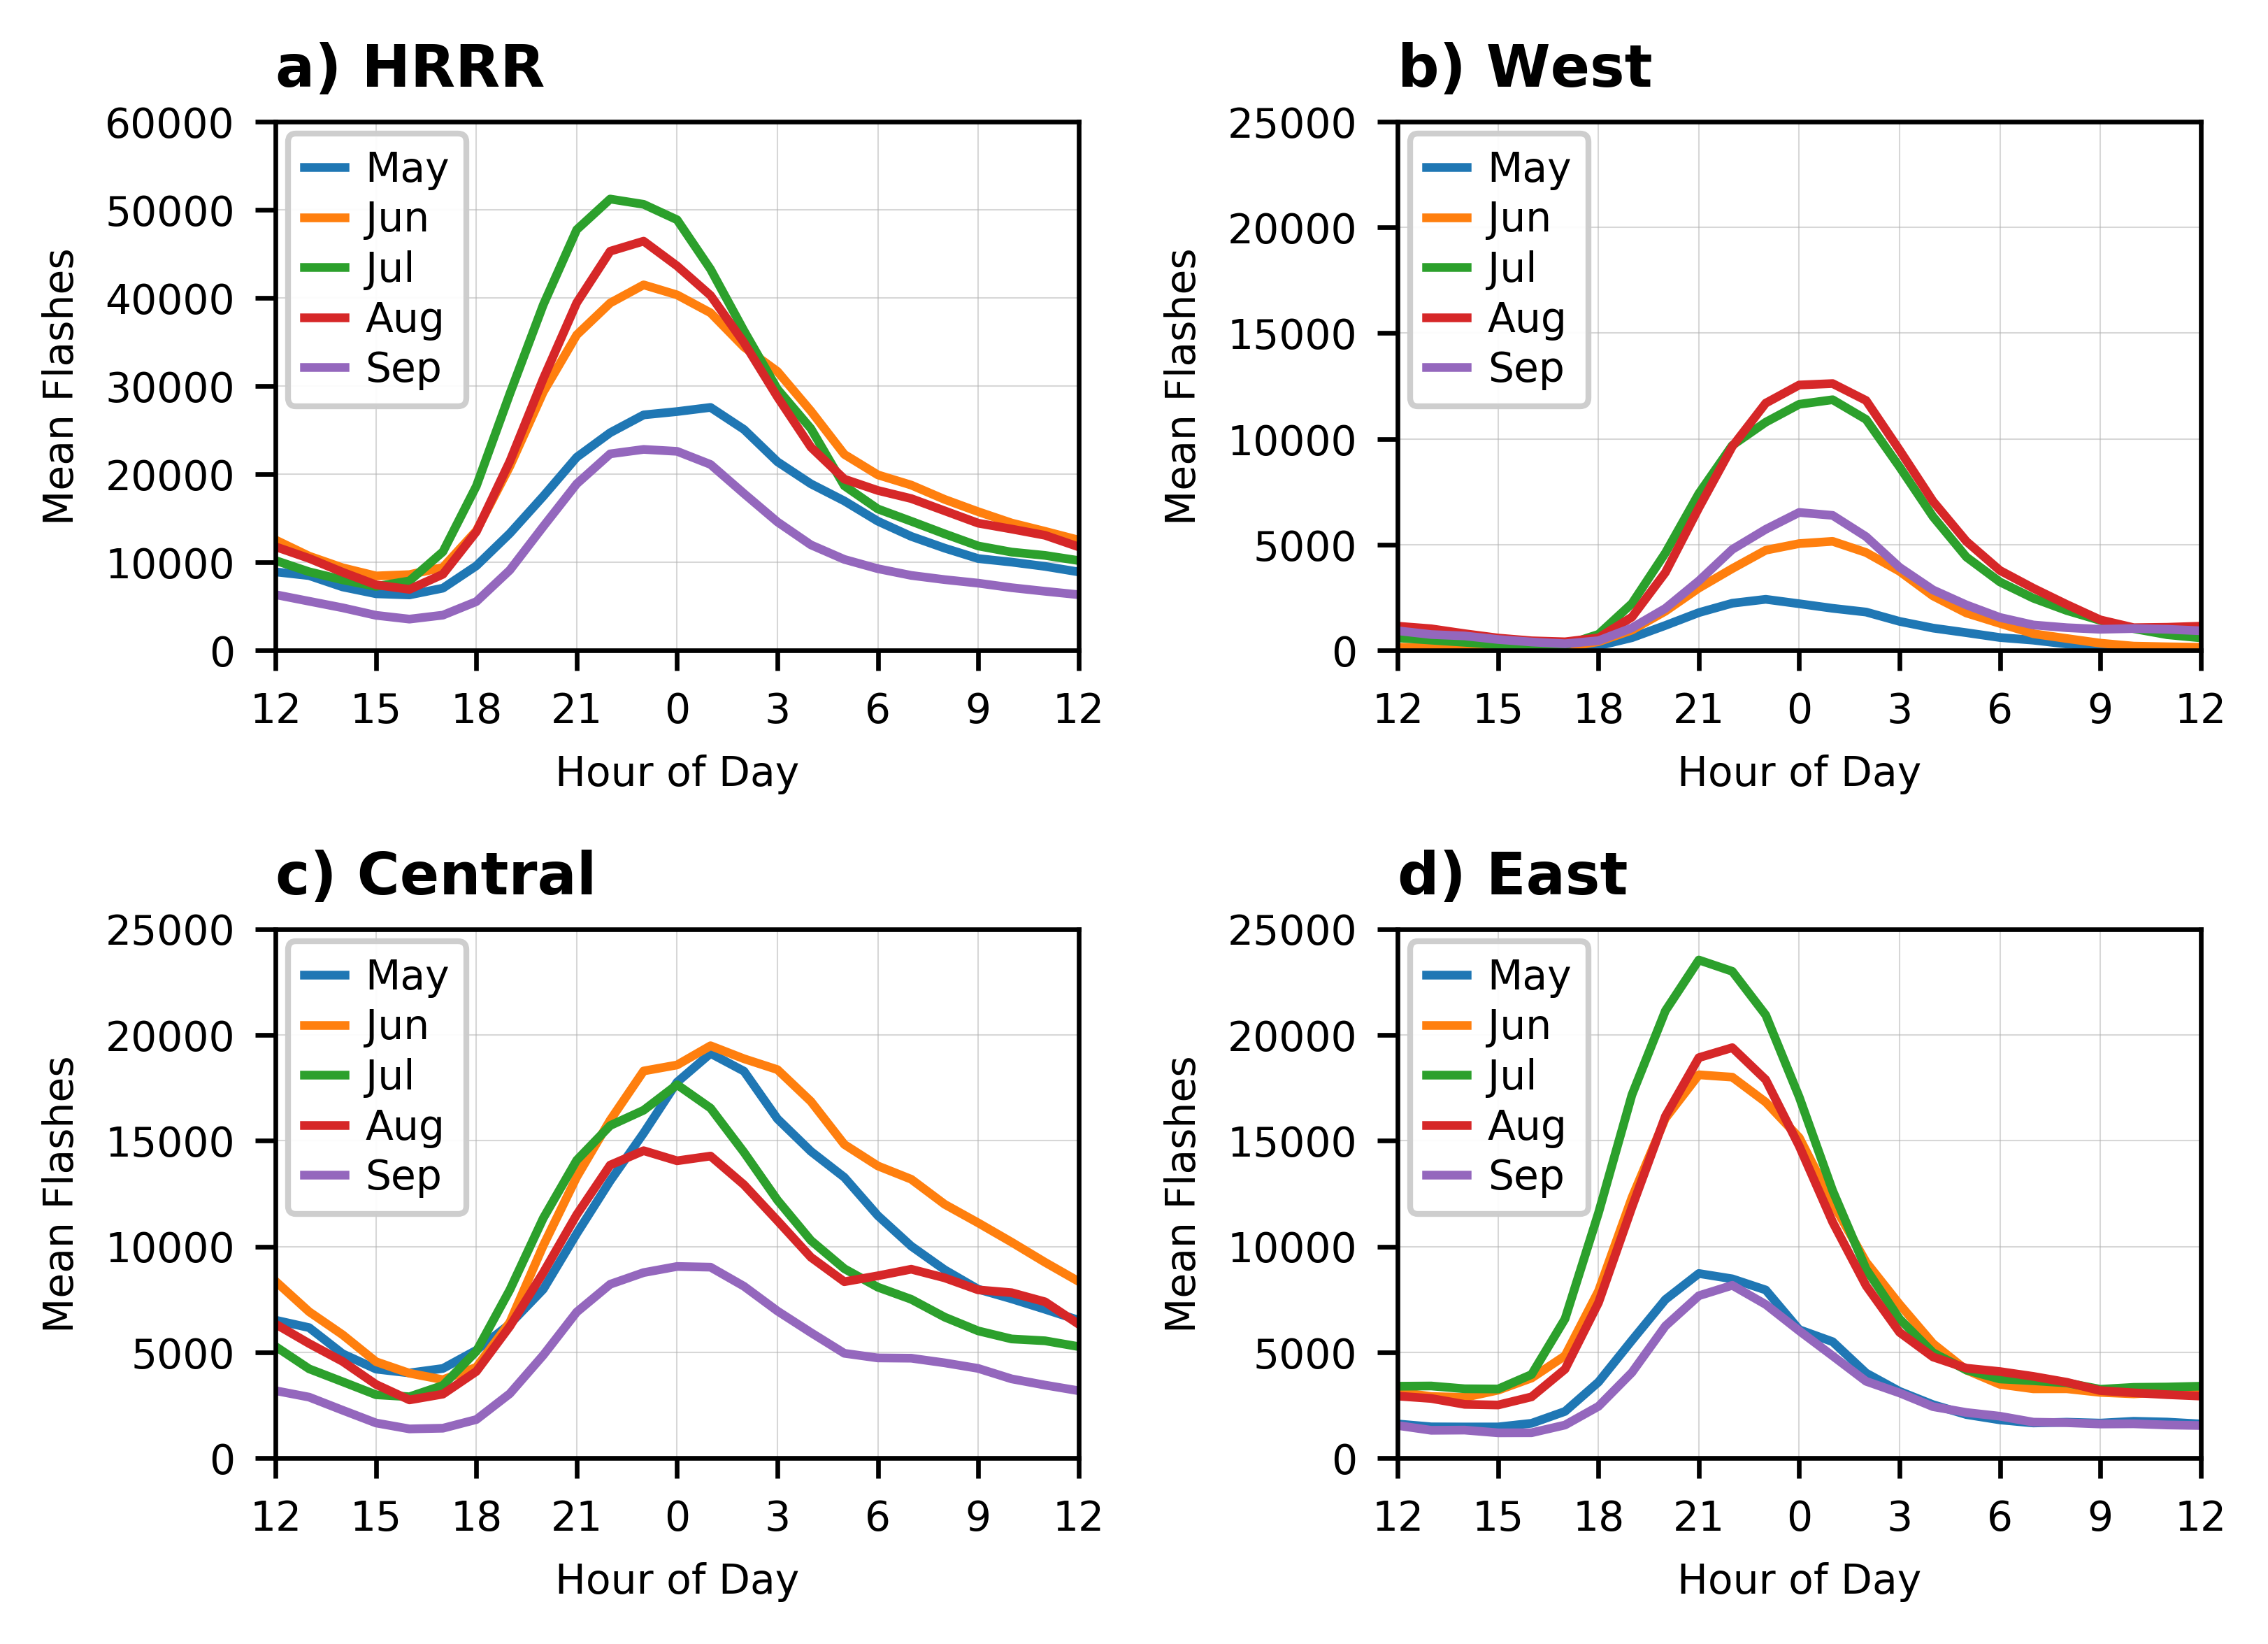 a) HRRR
60000
50000
40000
30000
20000
10000
0
Mean Flashes
May
Jun
Jul
Aug
Sep
12 15 18 21 0 3 6 9 12
Hour of Day
b) West
25000
20000
15000
10000
5000
0
Mean Flashes
May
Jun
Jul
Aug
Sep
12 15 18 21 0 3 6 9 12
Hour of Day
c) Central
25000
20000
15000
10000
5000
0
Mean Flashes
May
Jun
Jul
Aug
Sep
12 15 18 21 0 3 6 9 12
Hour of Day
d) East
25000
20000
15000
10000
5000
0
Mean Flashes
May
Jun
Jul
Aug
Sep
12 15 18 21 0 3 6 9 12
Hour of Day